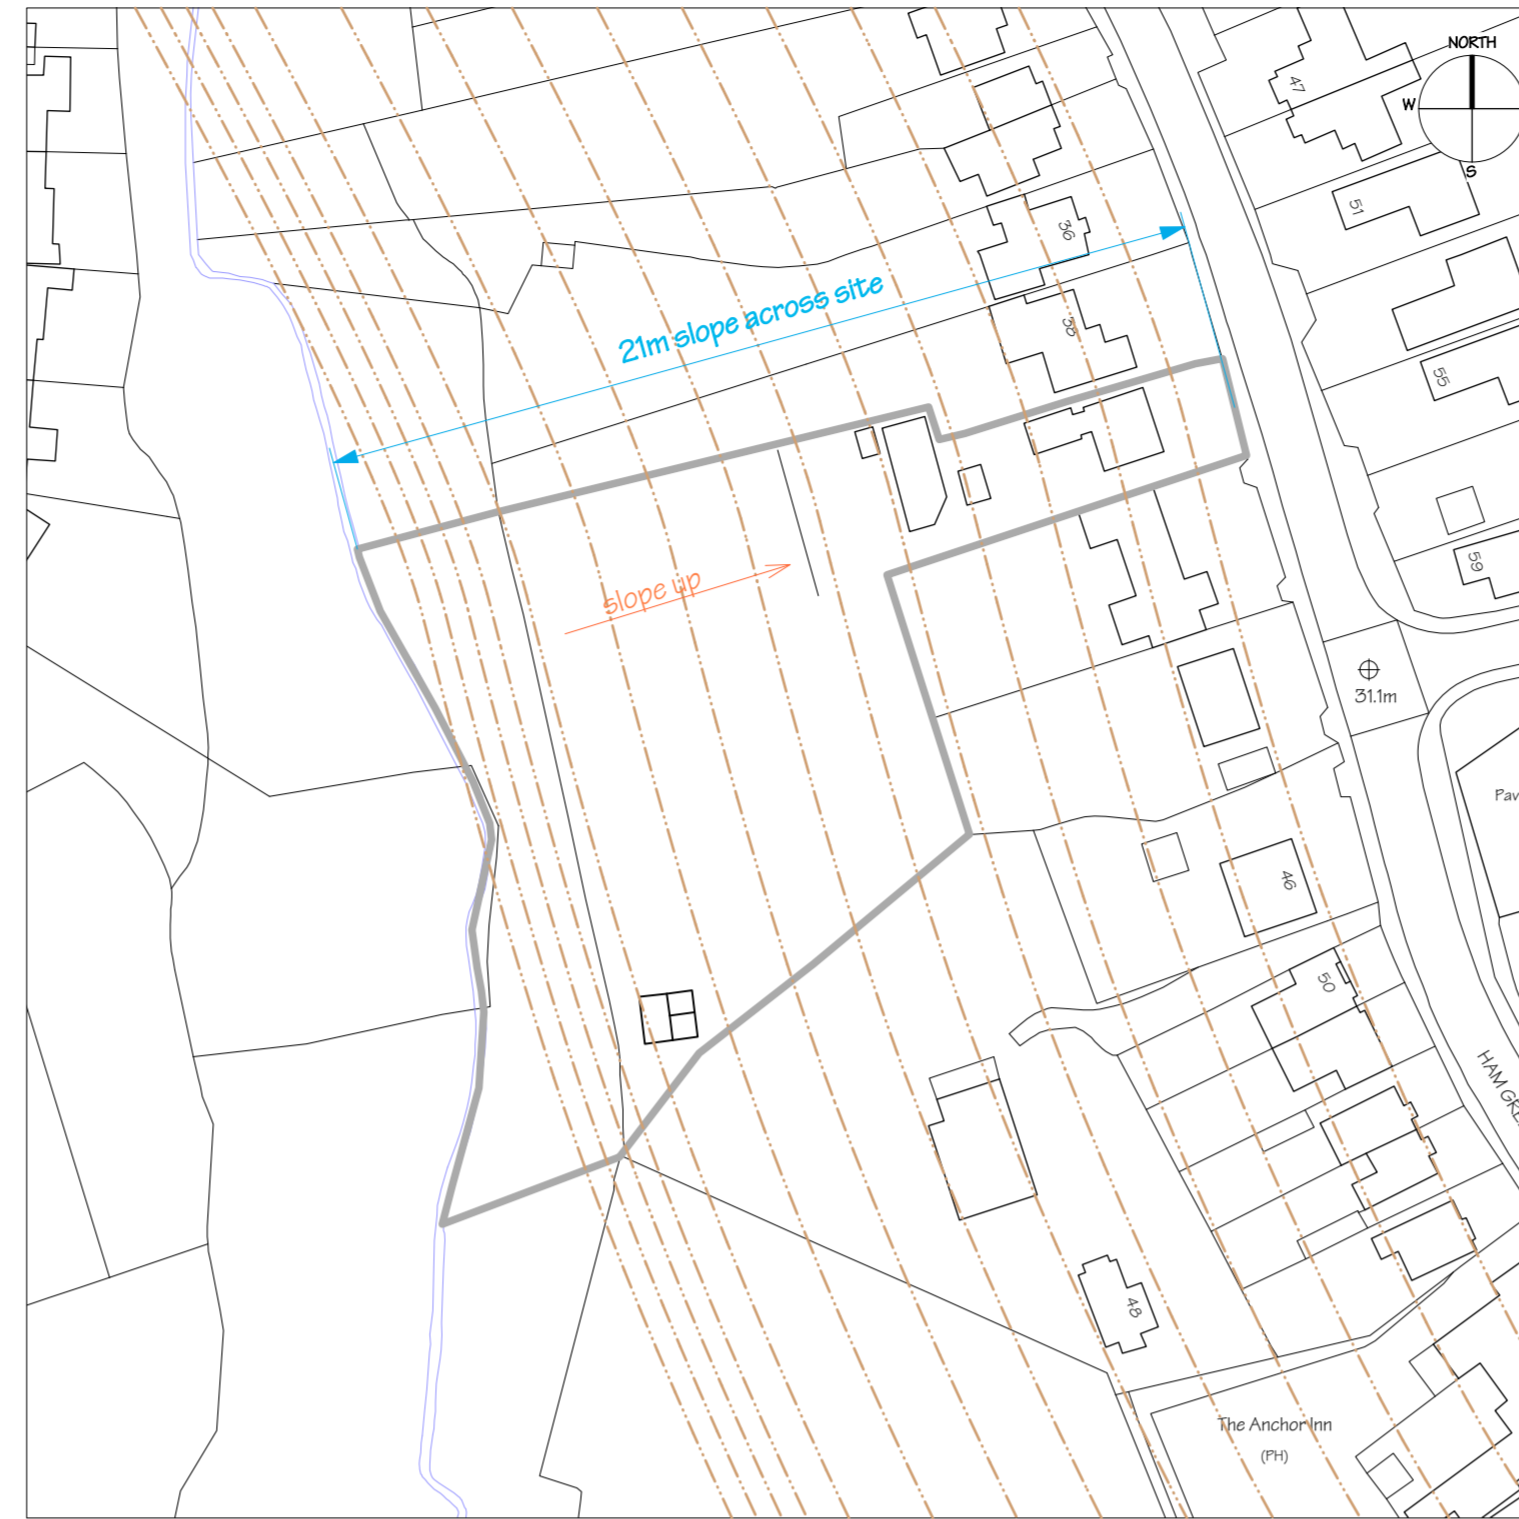 NORTH
W
S
47
51
36
21m slope across site
38
55
59
slope up
31.1m
Pav
46
50
HAM GRE
48
The Anchor Inn
(PH)